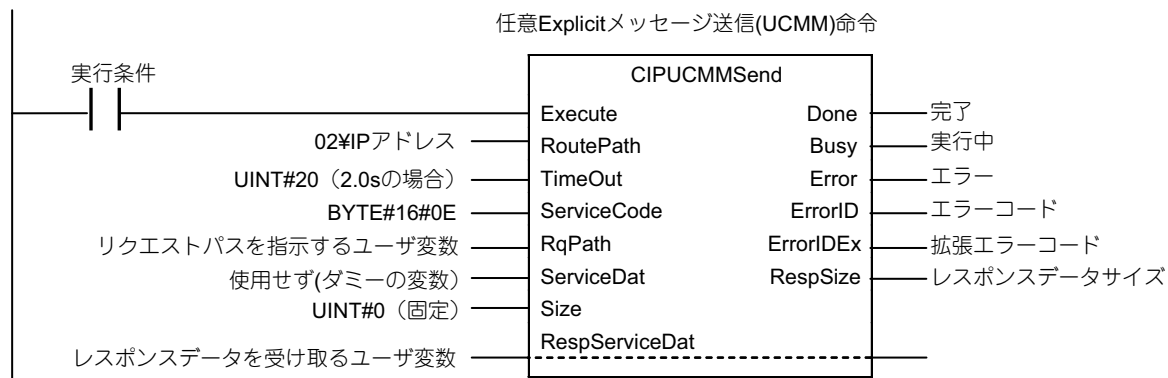 任意Explicitメッセージ送信(UCMM)命令
実行条件
CIPUCMMSend
Execute Done 完了
02¥IPアドレス RoutePath Busy 実行中
UINT#20（2.0sの場合） TimeOut Error エラー
BYTE#16#0E ServiceCode ErrorID エラーコード
リクエストパスを指示するユーザ変数 RqPath ErrorIDEx 拡張エラーコード
使用せず(ダミーの変数） ServiceDat RespSize レスポンスデータサイズ
UINT#0（固定） Size
レスポンスデータを受け取るユーザ変数 RespServiceDat